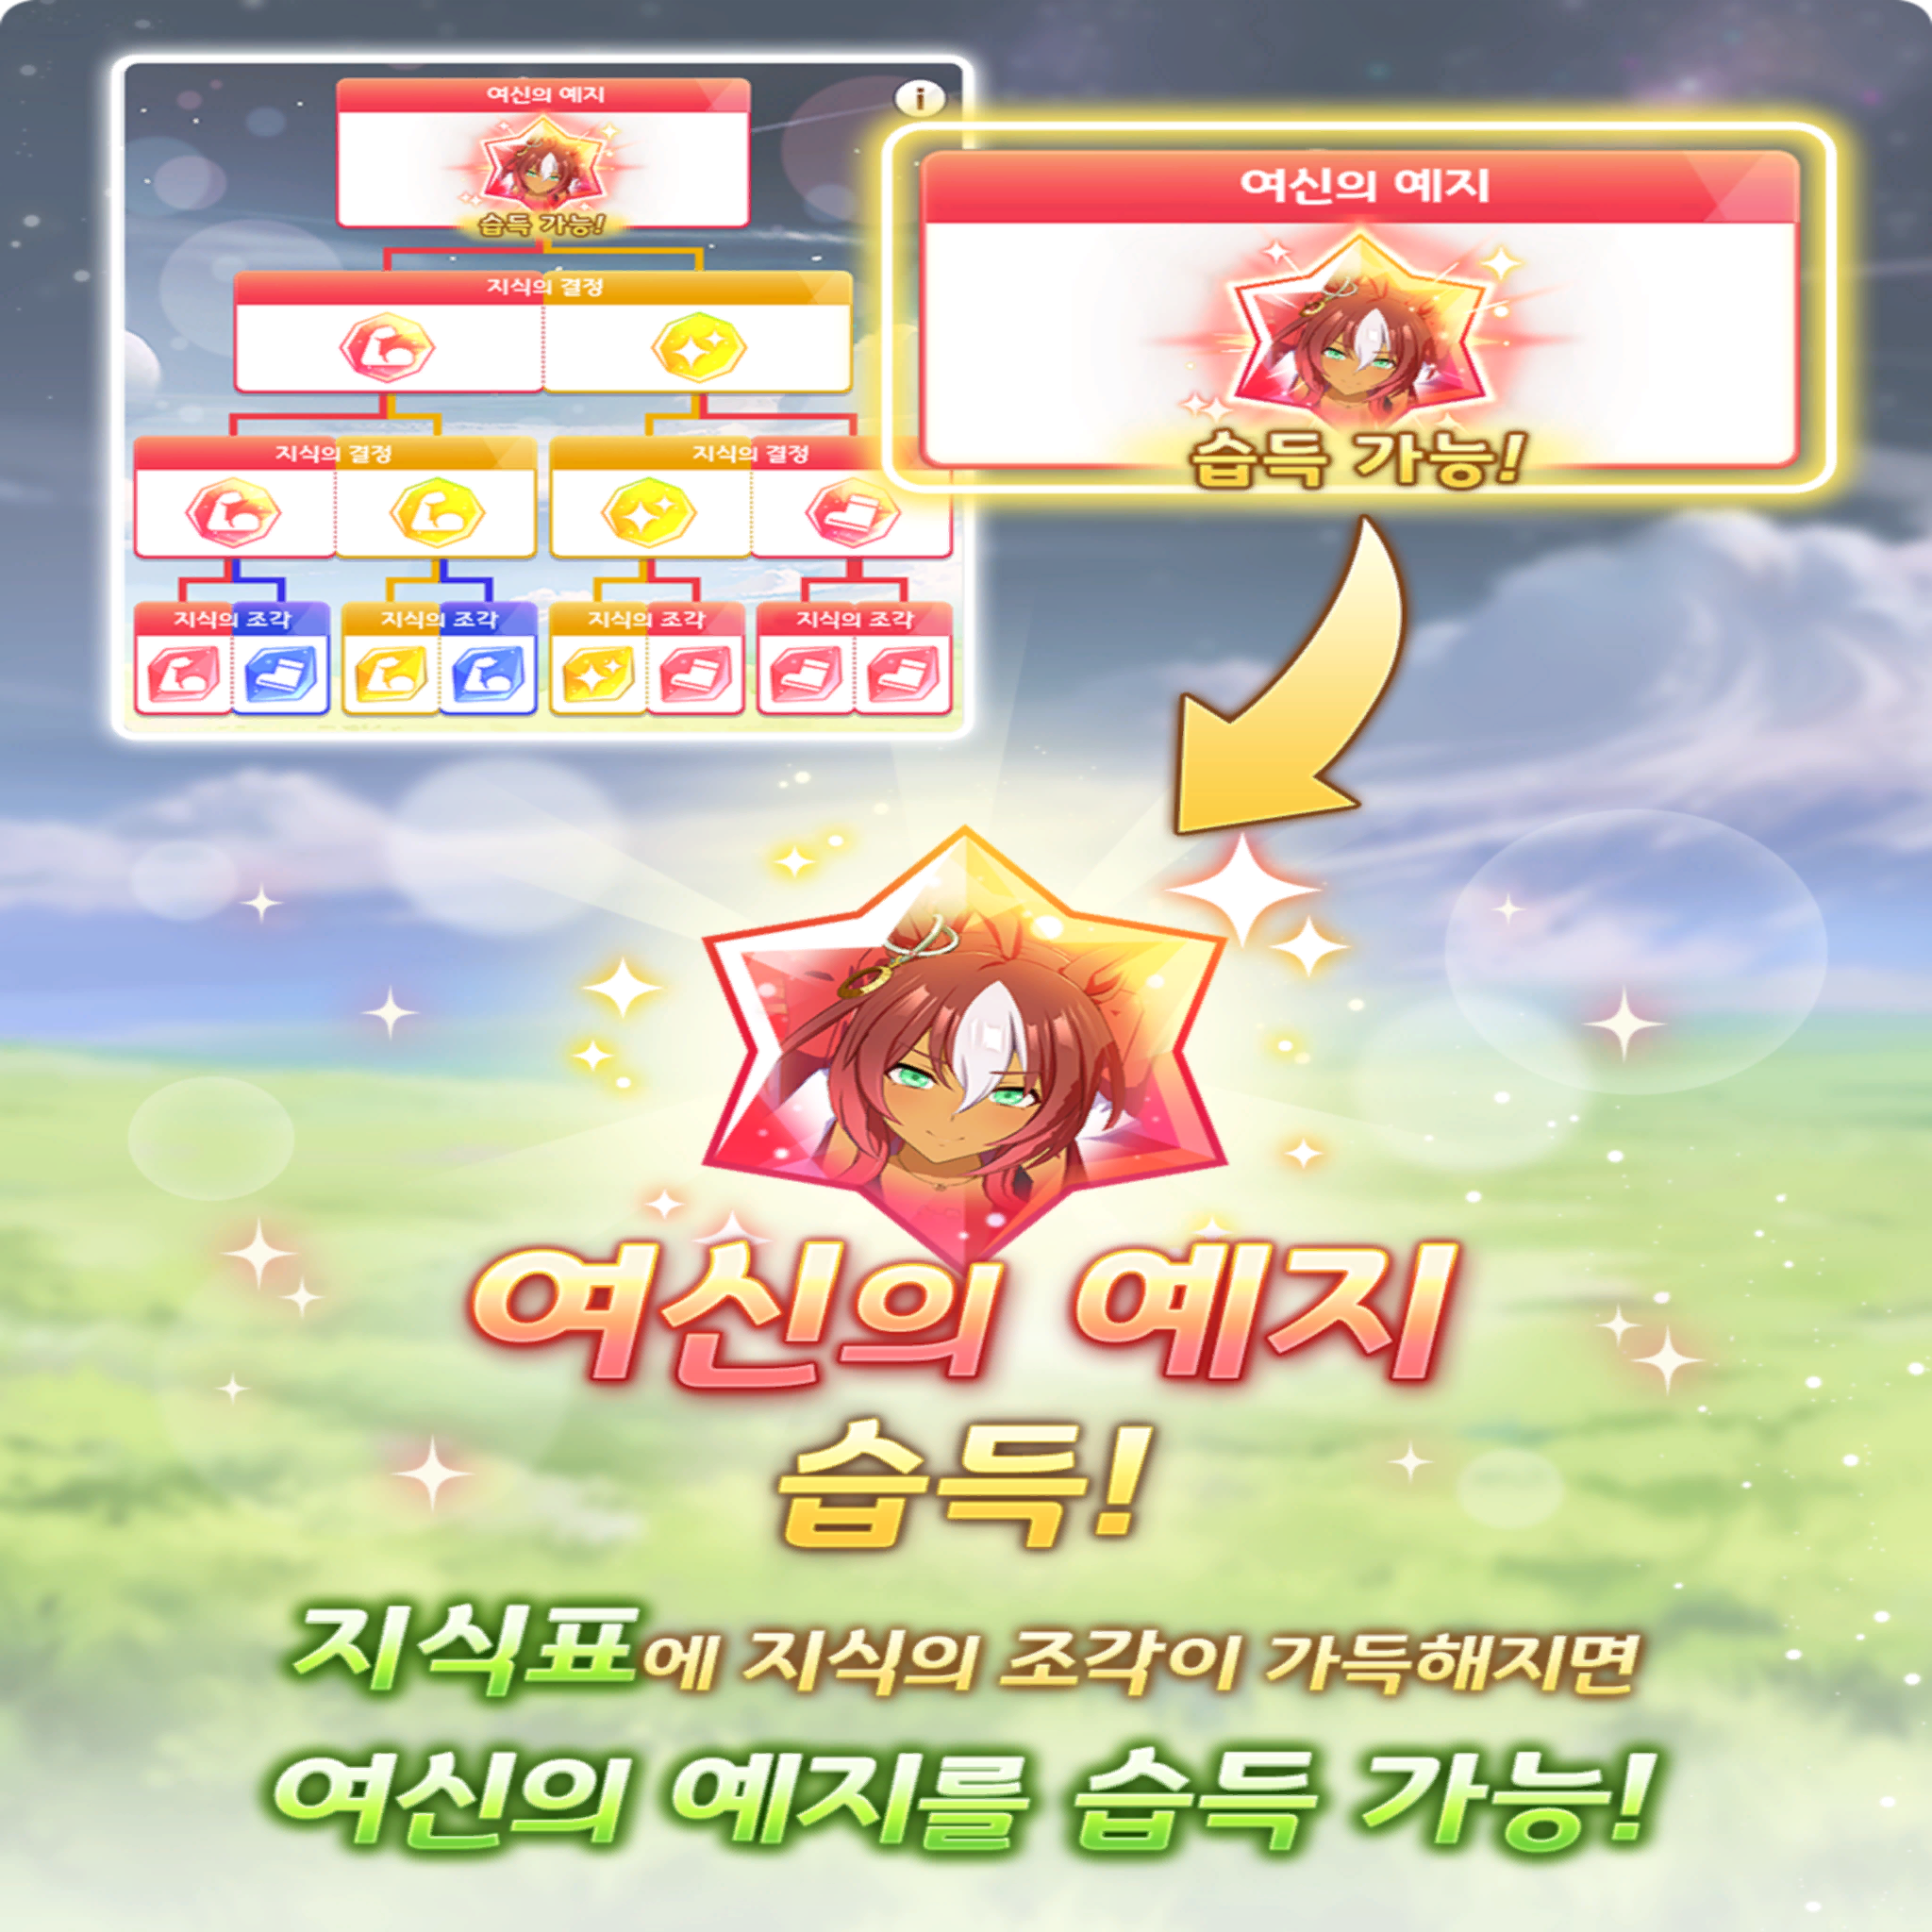 여신의 예지
i
습득 가능!
지식의 결정
지식의 결정
지식의 결정
지식의 조각
지식의 조각
지식의 조각
지식의 조각
여신의 예지
습득 가능!
여신의 예지
습득!
지식표에 지식의 조각이 가득해지면
여신의 예지를 습득 가능!